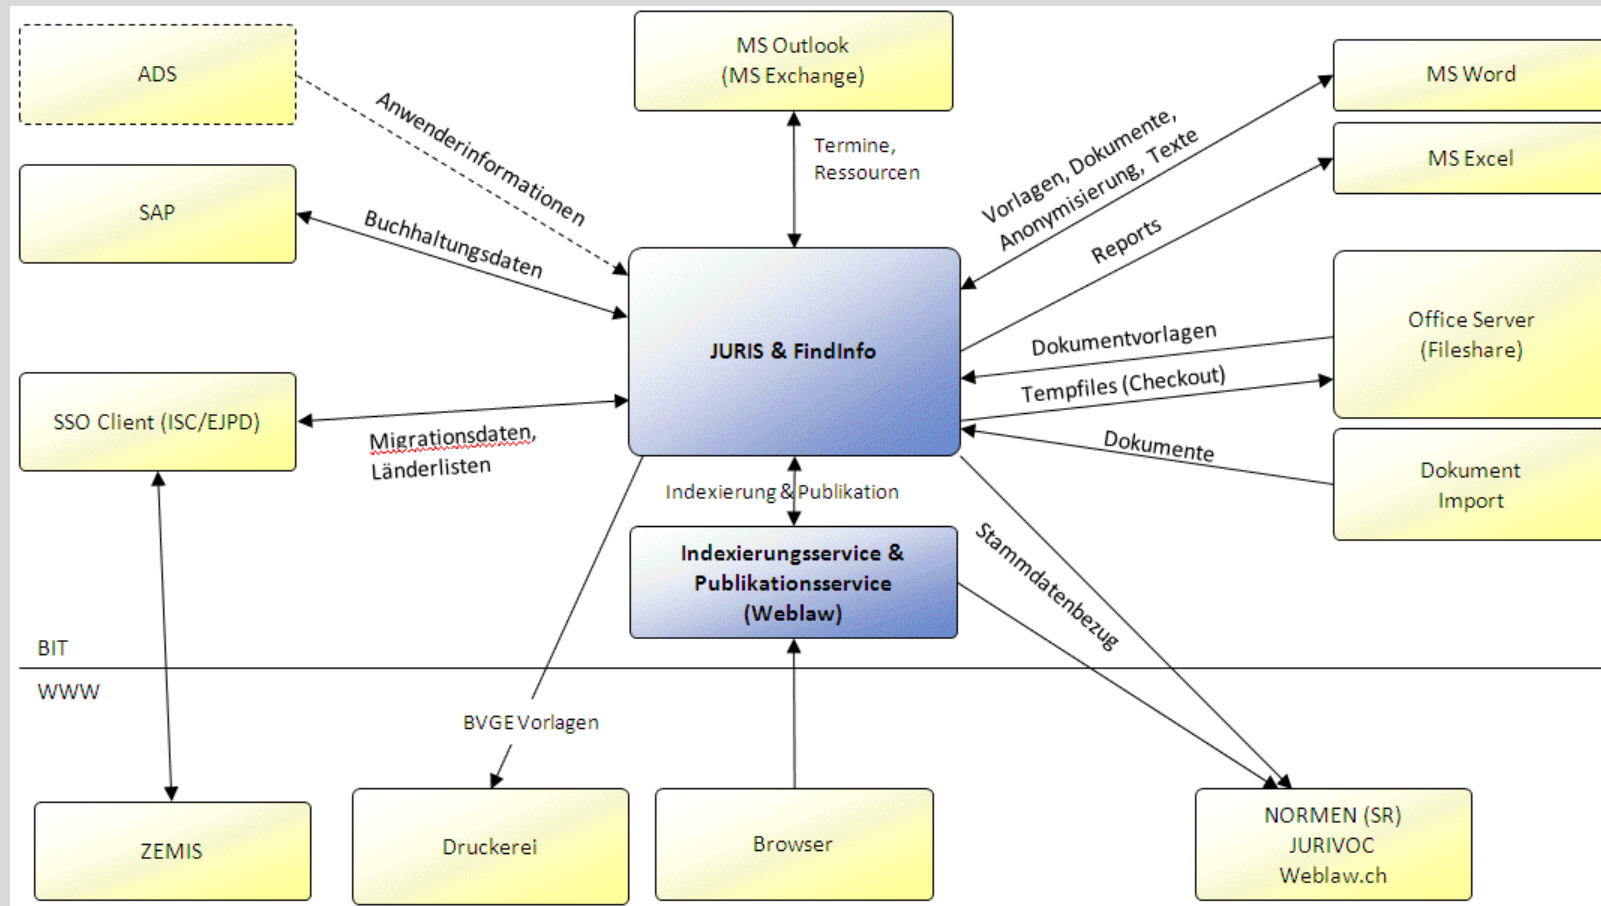 ADS
MS Outlook
(MS Exchange)
MS Word
Anwenderinformationen
Termine,
Ressourcen
Vorlagen, Dokumente,
Anonymisierung, Texte
MS Excel
SAP
Buchhaltungsdaten
Reports
JURIS & FindInfo
Dokumentvorlagen
Office Server
(Fileshare)
Tempfiles (Checkout)
SSO Client (ISC/EJPD)
Migrationsdaten,
Länderlisten
Dokumente
Dokument
Import
Indexierung & Publikation
Indexierungsservice &
Publikationsservice
(Weblaw)
Stammdatenbezug
BIT
WWW
BVGE Vorlagen
ZEMIS
Druckerei
Browser
NORMEN (SR)
JURIVOC
Weblaw.ch